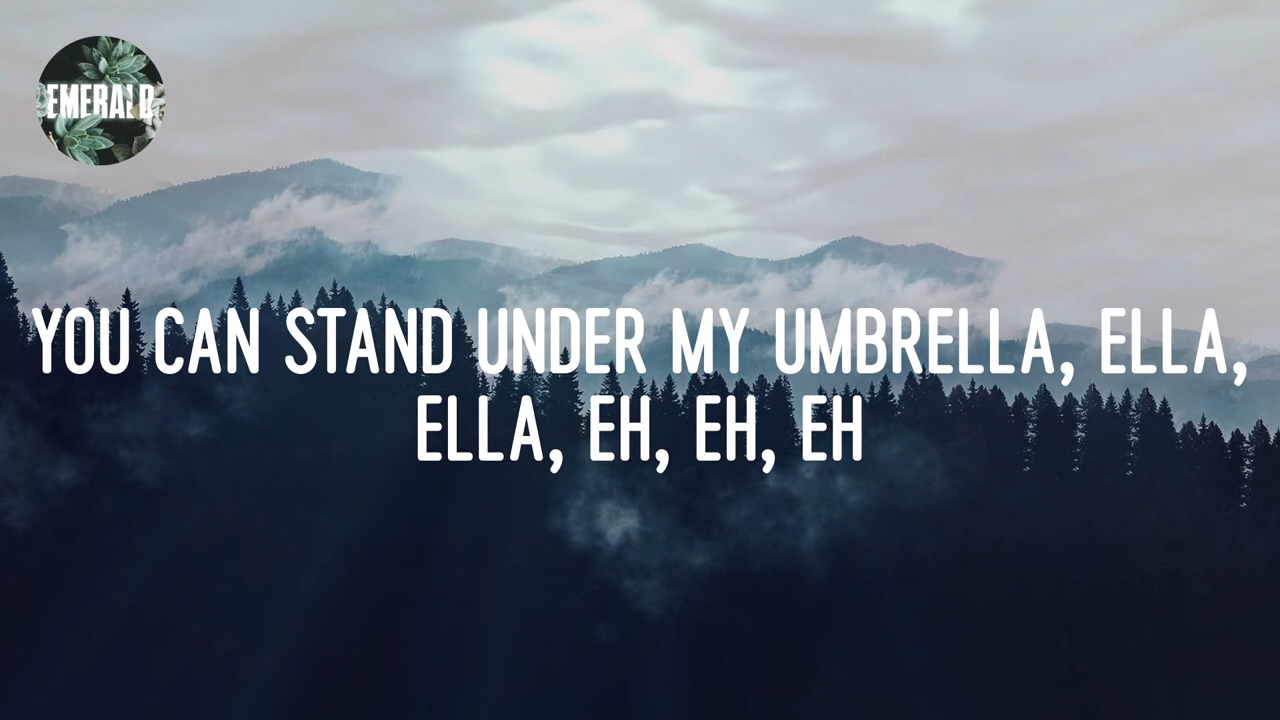 EMERALD
YOU CAN STAND UNDER MY UMBRELLA, ELLA,
ELLA, EH, EH, EH